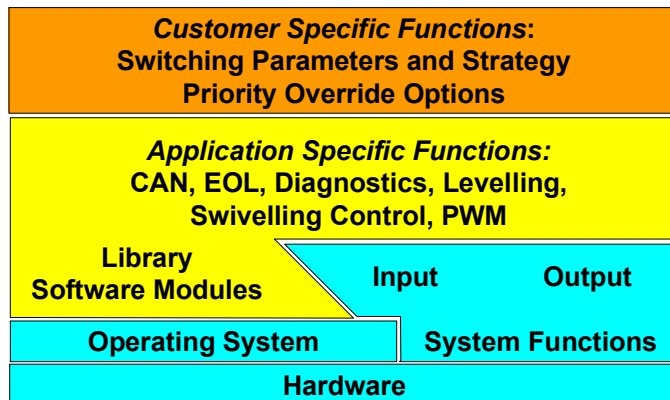 Customer Specific Functions:
Switching Parameters and Strategy
Priority Override Options
Application Specific Functions:
CAN, EOL, Diagnostics, Levelling,
Swivelling Control, PWM
Library
Software Modules
Input Output
Operating System
System Functions
Hardware